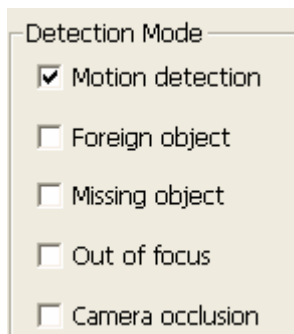 Detection Mode
Motion detection
Foreign object
Missing object
Out of focus
Camera occlusion